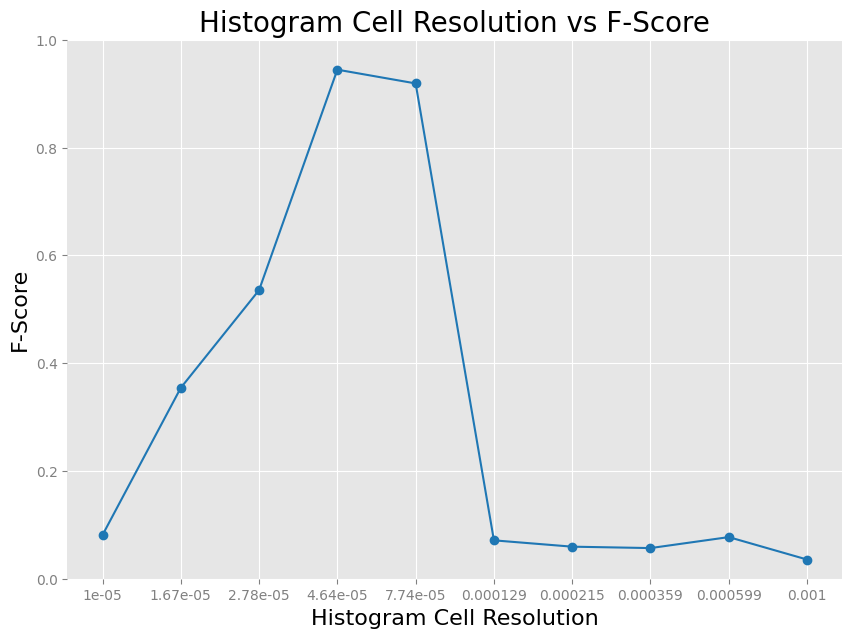 Histogram Cell Resolution vs F-Score
1.0
0.8
0.6
0.4
0.2
0.0
F-Score
1e-05 1.67e-05 2.78e-05 4.64e-05 7.74e-05 0.000129 0.000215 0.000359 0.000599 0.001
Histogram Cell Resolution